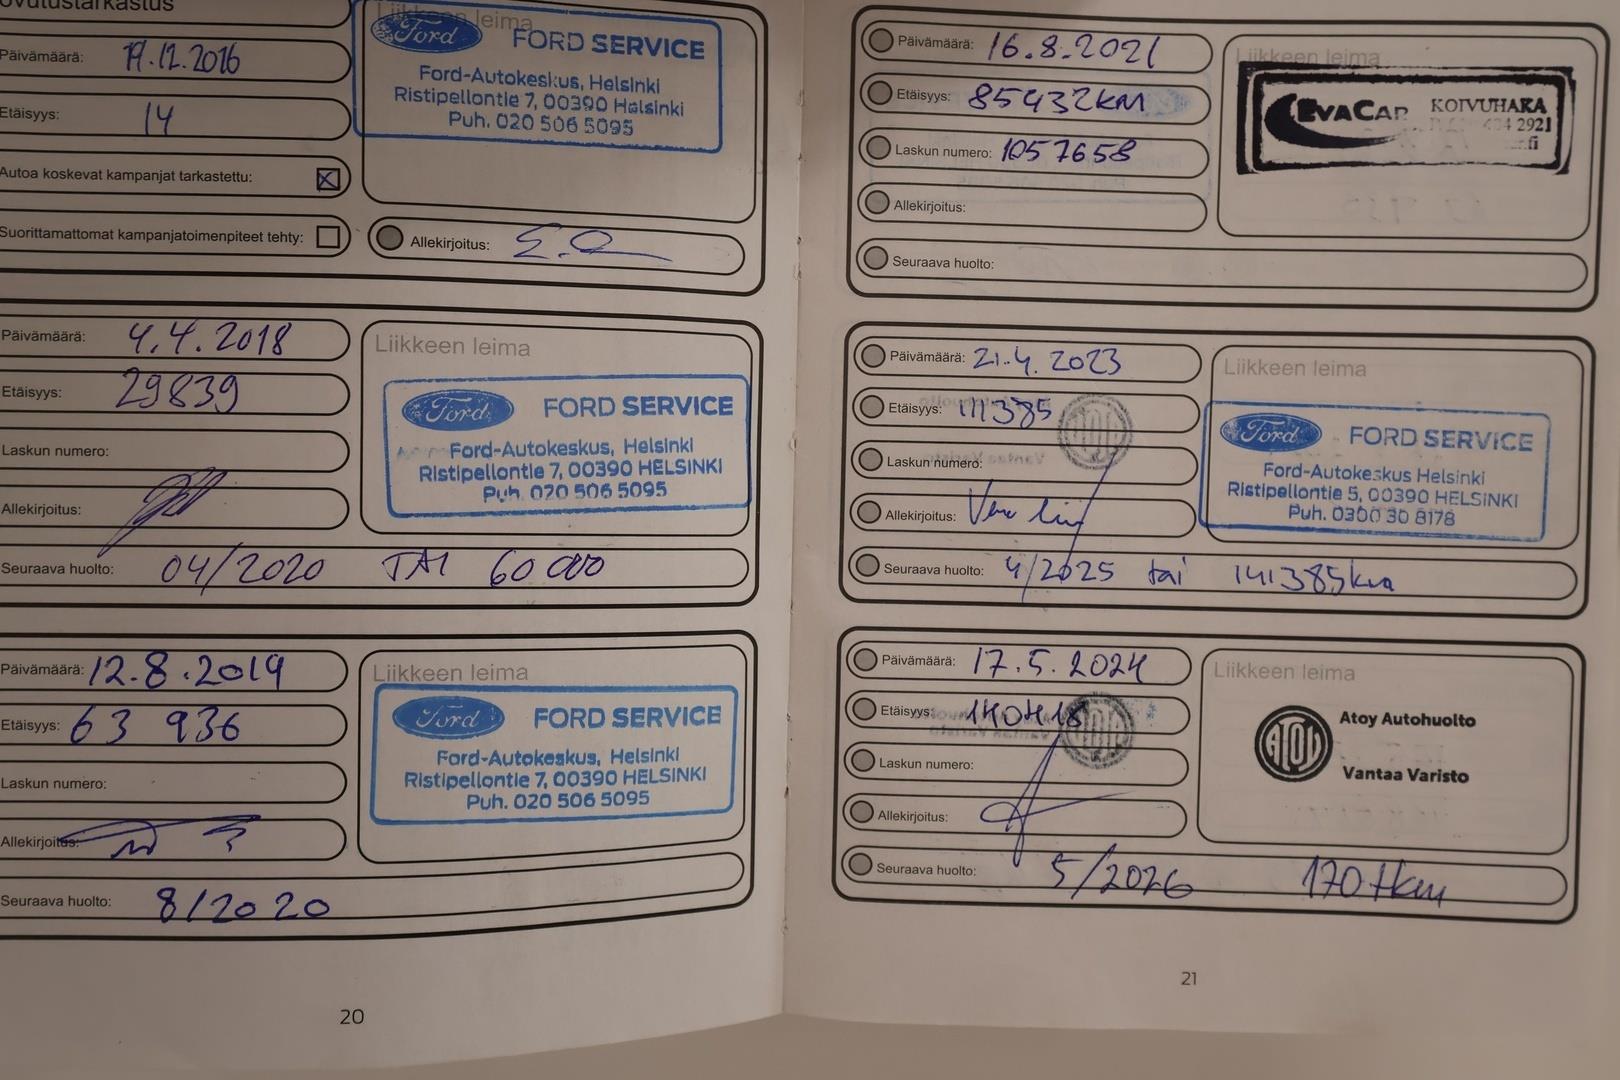 ovutustarkastus
Päivämäärä: 19.12.2016
Etäisyys: 14
Autoa koskevat kampanjat tarkastettu:
Suorittamattomat kampanjatoimenpiteet tehty:
Liikkeen leima
Ford
FORD SERVICE
Ford-Autokeskus, Helsinki
Ristipellontie 7, 00390 Helsinki
Puh. 020 506 5095
Allekirjoitus:
Päivämäärä: 4.4.2018
Etäisyys: 29839
Laskun numero:
Allekirjoitus:
Liikkeen leima
Ford
FORD SERVICE
Ford-Autokeskus, Helsinki
Ristipellontie 7, 00390 HELSINKI
Puh. 020 506 5095
Seuraava huolto: 04/2020 TAI 60 000
Päivämäärä: 12.8.2019
Etäisyys: 63 936
Laskun numero:
Allekirjoitus:
Liikkeen leima
Ford
FORD SERVICE
Ford-Autokeskus, Helsinki
Ristipellontie 7, 00390 HELSINKI
Puh. 020 506 5095
Seuraava huolto: 8/2020
20
Päivämäärä: 16.8.2021
Etäisyys: 85432km
Laskun numero: 1057658
Allekirjoitus:
Liikkeen leima
EVACAR
KOIVUHAKA
2921
Seuraava huolto:
Päivämäärä: 21.4.2023
Etäisyys: 111385
Laskun numero:
Allekirjoitus:
Liikkeen leima
Ford
FORD SERVICE
Ford-Autokeskus Helsinki
Ristipellontie 5, 00390 HELSINKI
Puh. 0300 30 8178
Seuraava huolto: 4/2025 tai 141385km
Päivämäärä: 17.5.2024
Etäisyys: 140418
Laskun numero:
Allekirjoitus:
Liikkeen leima
ATOY
Atoy Autohuolto
Vantaa Varisto
Seuraava huolto: 5/2026 170 tkm
21